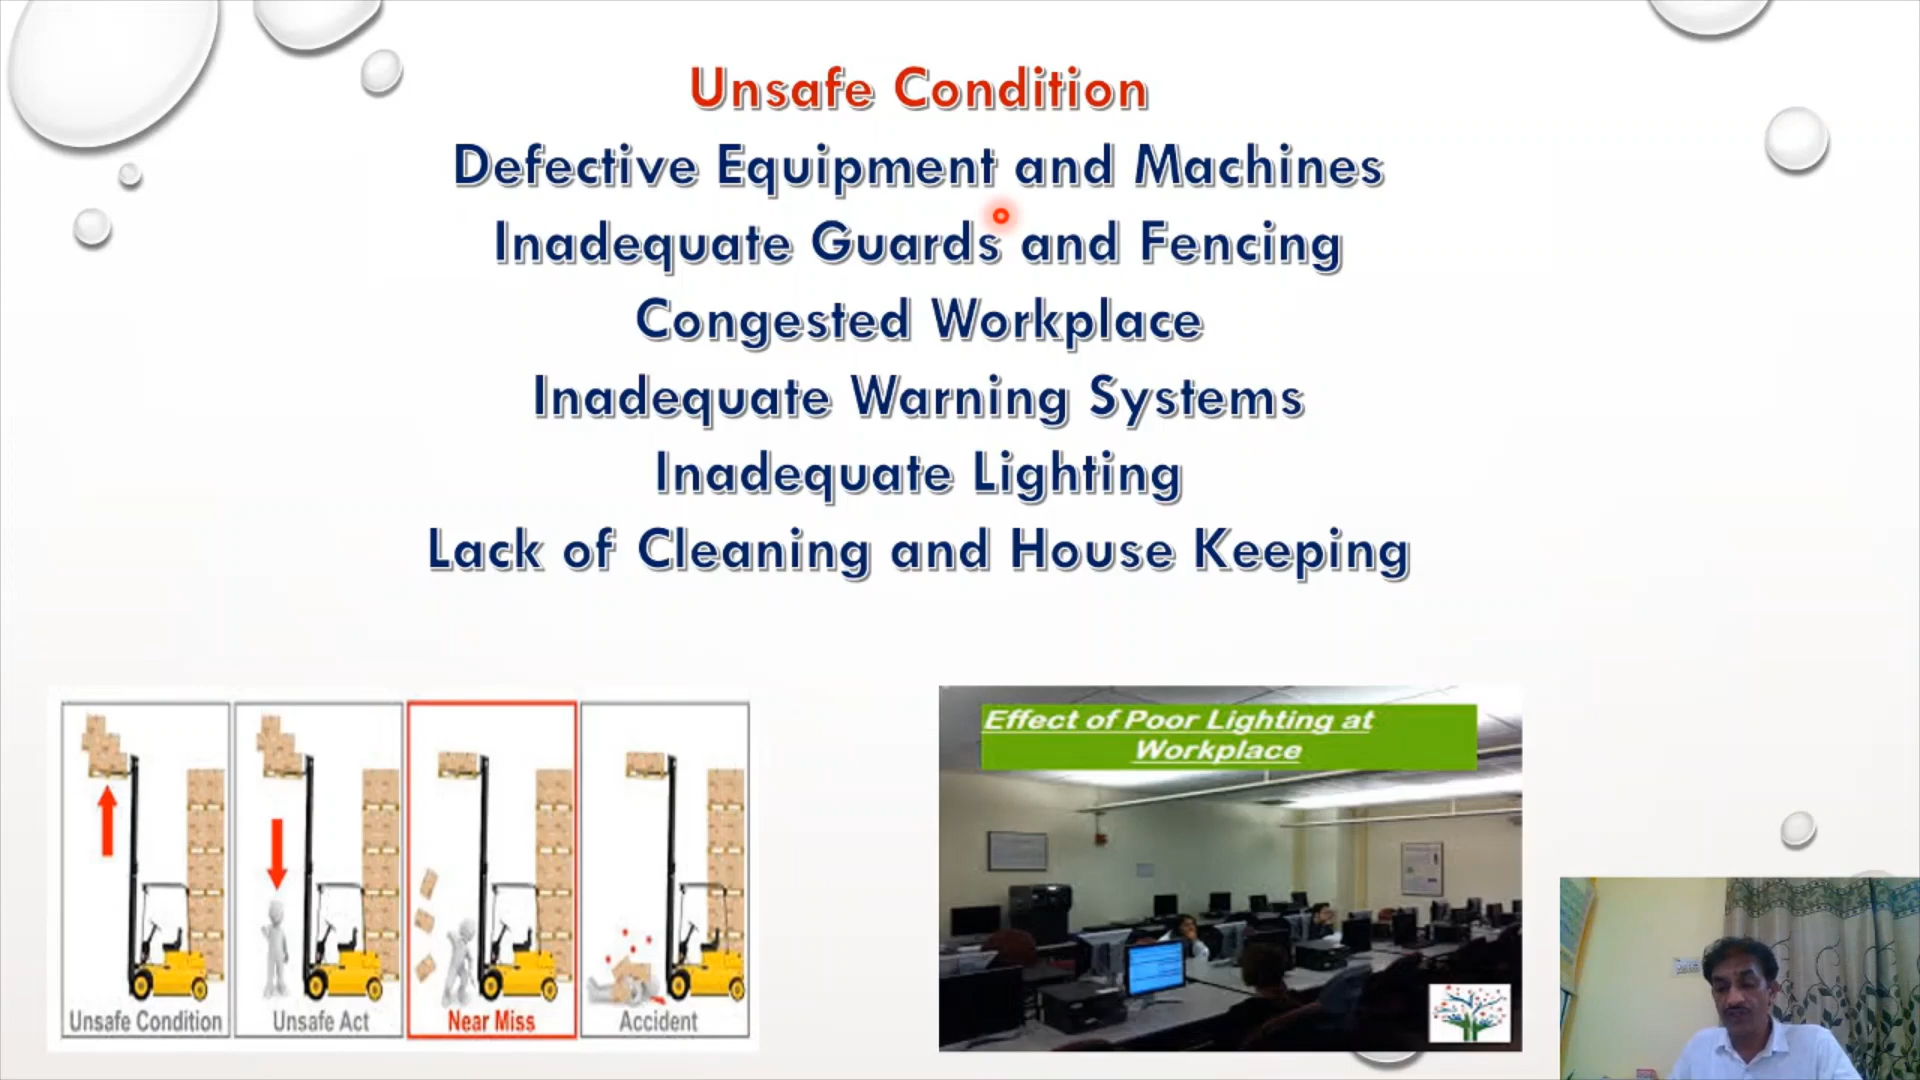 Unsafe Condition
Defective Equipment and Machines
Inadequate Guards and Fencing
Congested Workplace
Inadequate Warning Systems
Inadequate Lighting
Lack of Cleaning and House Keeping
Unsafe Condition
Unsafe Act
Near Miss
Accident
Effect of Poor Lighting at
Workplace